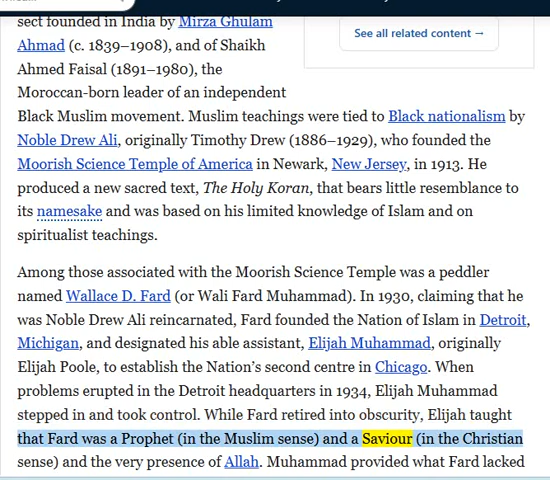 sect founded in India by Mirza Ghulam
Ahmad (c. 1839–1908), and of Shaikh
Ahmed Faisal (1891–1980), the
Moroccan-born leader of an independent
Black Muslim movement. Muslim teachings were tied to Black nationalism by
Noble Drew Ali, originally Timothy Drew (1886–1929), who founded the
Moorish Science Temple of America in Newark, New Jersey, in 1913. He
produced a new sacred text, The Holy Koran, that bears little resemblance to
its namesake and was based on his limited knowledge of Islam and on
spiritualist teachings.
See all related content →
Among those associated with the Moorish Science Temple was a peddler
named Wallace D. Fard (or Wali Fard Muhammad). In 1930, claiming that he
was Noble Drew Ali reincarnated, Fard founded the Nation of Islam in Detroit,
Michigan, and designated his able assistant, Elijah Muhammad, originally
Elijah Poole, to establish the Nation's second centre in Chicago. When
problems erupted in the Detroit headquarters in 1934, Elijah Muhammad
stepped in and took control. While Fard retired into obscurity, Elijah taught
that Fard was a Prophet (in the Muslim sense) and a Saviour (in the Christian
sense) and the very presence of Allah. Muhammad provided what Fard lacked